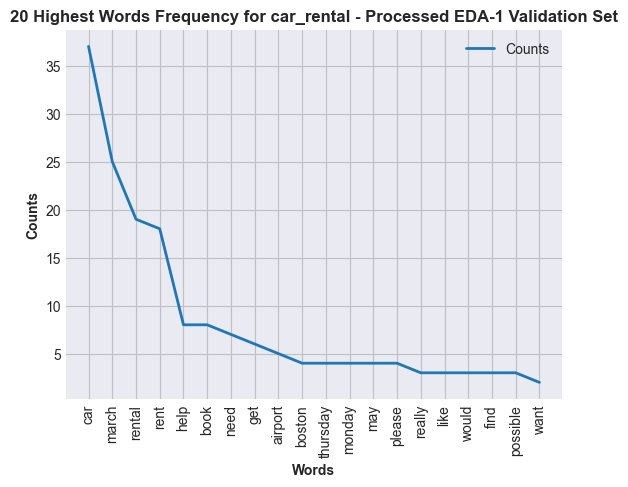 20 Highest Words Frequency for car_rental - Processed EDA-1 Validation Set
Counts
35
30
25
20
15
10
5
Counts
car
march
rental
rent
help
book
need
get
airport
boston
thursday
monday
may
please
really
like
would
find
possible
want
Words